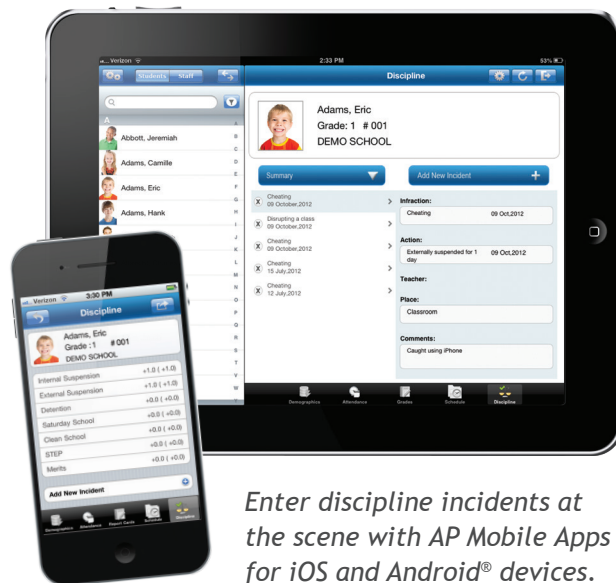 Verizon
2:33 PM
53%
Students Staff
Discipline
A
Abbott, Jeremiah
Adams, Camille
Adams, Eric
Adams, Hank
A
B
C
D
E
F
G
H
I
J
K
L
M
N
O
P
Q
R
S
T
V
W
Adams, Eric
Grade: 1 # 001
DEMO SCHOOL
Summary
Add New Incident +
X Cheating
09 October,2012
X Disrupting a class
09 October,2012
X Cheating
09 October,2012
X Cheating
15 July,2012
X Cheating
12 July,2012
Infraction:
Cheating 09 Oct,2012
Action:
Externally suspended for 1 day 09 Oct,2012
Teacher:
Place:
Classroom
Comments:
Caught using iPhone
Demographics Attendance Grades Schedule Discipline
Verizon 3:30 PM
Discipline
Adams, Eric
Grade :1 # 001
DEMO SCHOOL
Internal Suspension +1.0 ( +1.0)
External Suspension +1.0 ( +1.0)
Detention +0.0 ( +0.0)
Saturday School +0.0 ( +0.0)
Clean School +0.0 ( +0.0)
STEP +0.0 ( +0.0)
Merits +0.0 ( +0.0)
Add New Incident
Demographics Attendance Report Cards Schedule Discipline
Enter discipline incidents at
the scene with AP Mobile Apps
for iOS and Android® devices.